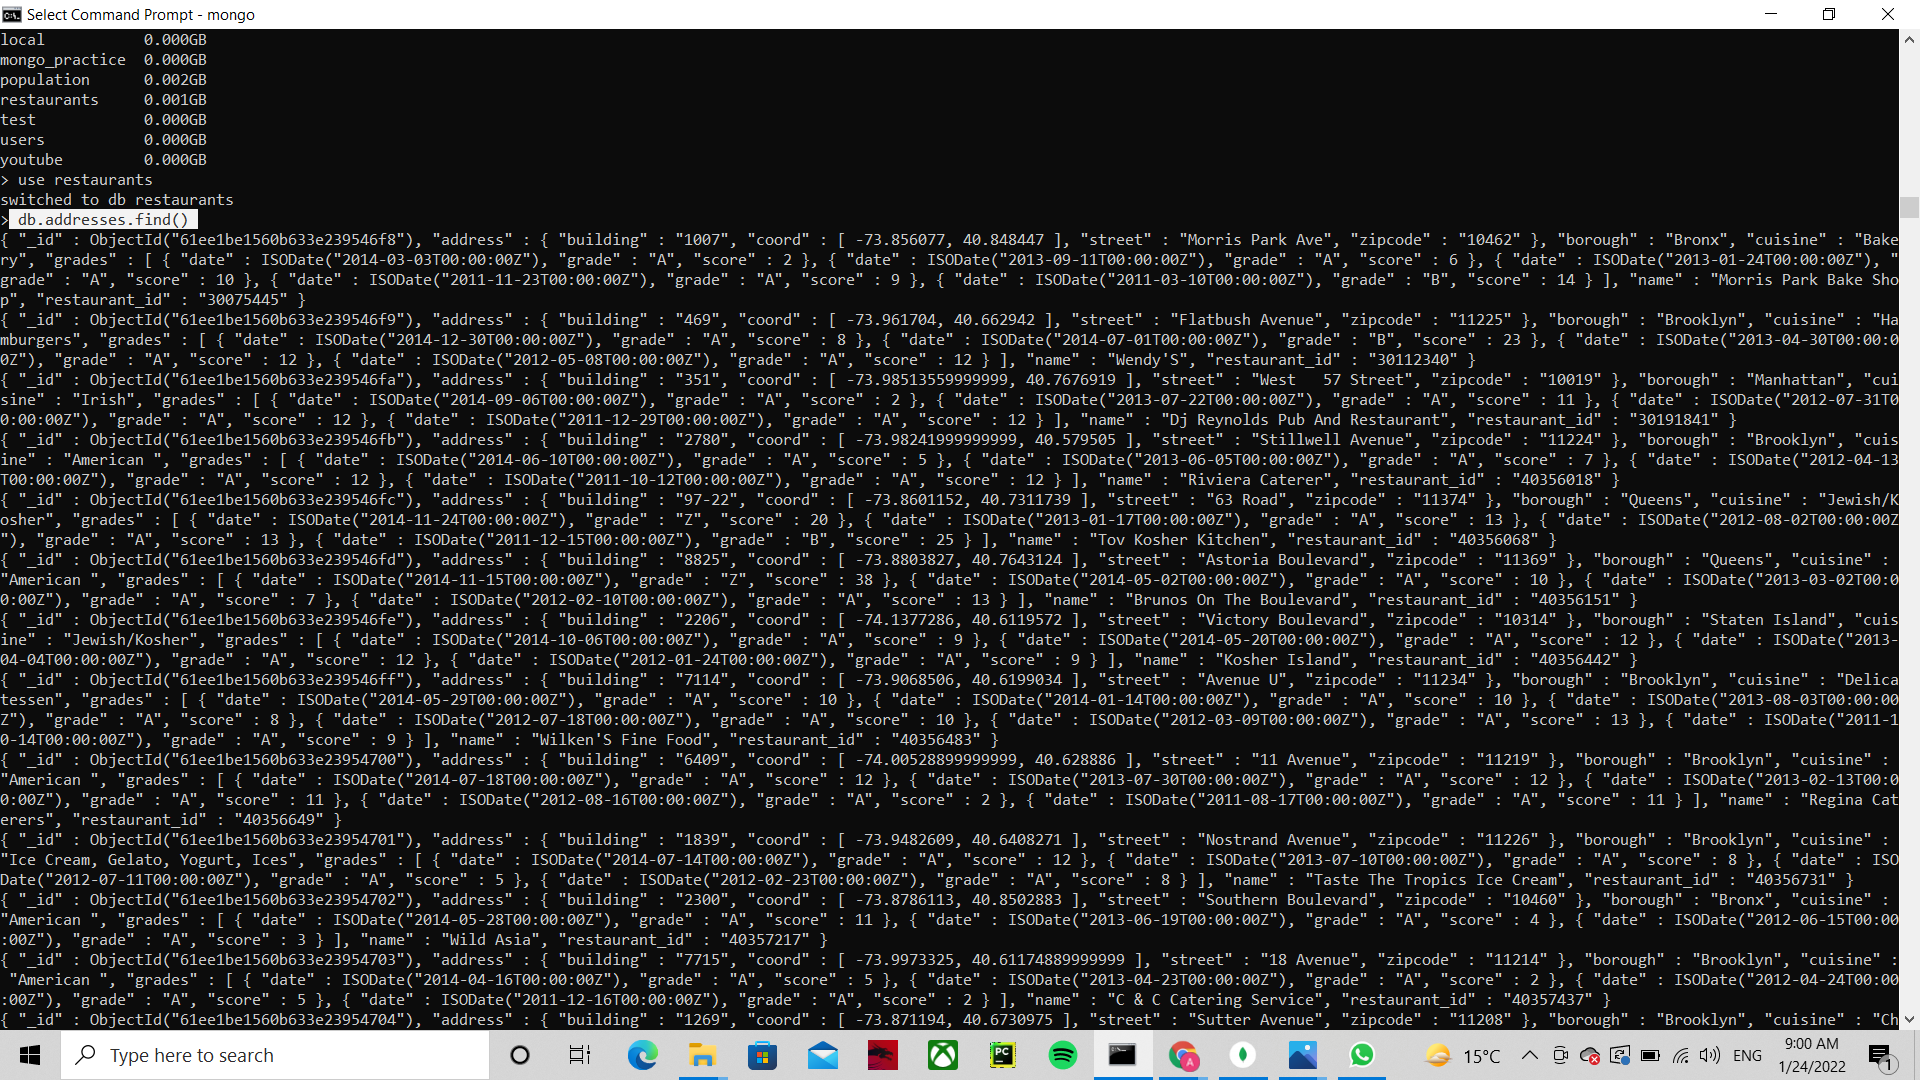 Select Command Prompt - mongo
local           0.000GB
mongo_practice  0.000GB
population      0.002GB
restaurants     0.001GB
test            0.000GB
users           0.000GB
youtube         0.000GB
> use restaurants
switched to db restaurants
> db.addresses.find()
{ "_id" : ObjectId("61ee1be1560b633e239546f8"), "address" : { "building" : "1007", "coord" : [ -73.856077, 40.848447 ], "street" : "Morris Park Ave", "zipcode" : "10462" }, "borough" : "Bronx", "cuisine" : "Bake
ry", "grades" : [ { "date" : ISODate("2014-03-03T00:00:00Z"), "grade" : "A", "score" : 2 }, { "date" : ISODate("2013-09-11T00:00:00Z"), "grade" : "A", "score" : 6 }, { "date" : ISODate("2013-01-24T00:00:00Z"), "
grade" : "A", "score" : 10 }, { "date" : ISODate("2011-11-23T00:00:00Z"), "grade" : "A", "score" : 9 }, { "date" : ISODate("2011-03-10T00:00:00Z"), "grade" : "B", "score" : 14 } ], "name" : "Morris Park Bake Sho
p", "restaurant_id" : "30075445" }
{ "_id" : ObjectId("61ee1be1560b633e239546f9"), "address" : { "building" : "469", "coord" : [ -73.961704, 40.662942 ], "street" : "Flatbush Avenue", "zipcode" : "11225" }, "borough" : "Brooklyn", "cuisine" : "Ha
mburgers", "grades" : [ { "date" : ISODate("2014-12-30T00:00:00Z"), "grade" : "A", "score" : 8 }, { "date" : ISODate("2014-07-01T00:00:00Z"), "grade" : "B", "score" : 23 }, { "date" : ISODate("2013-04-30T00:00:0
0Z"), "grade" : "A", "score" : 12 }, { "date" : ISODate("2012-05-08T00:00:00Z"), "grade" : "A", "score" : 12 } ], "name" : "Wendy'S", "restaurant_id" : "30112340" }
{ "_id" : ObjectId("61ee1be1560b633e239546fa"), "address" : { "building" : "351", "coord" : [ -73.98513559999999, 40.7676919 ], "street" : "West   57 Street", "zipcode" : "10019" }, "borough" : "Manhattan", "cui
sine" : "Irish", "grades" : [ { "date" : ISODate("2014-09-06T00:00:00Z"), "grade" : "A", "score" : 2 }, { "date" : ISODate("2013-07-22T00:00:00Z"), "grade" : "A", "score" : 11 }, { "date" : ISODate("2012-07-31T0
0:00:00Z"), "grade" : "A", "score" : 12 }, { "date" : ISODate("2011-12-29T00:00:00Z"), "grade" : "A", "score" : 12 } ], "name" : "Dj Reynolds Pub And Restaurant", "restaurant_id" : "30191841" }
{ "_id" : ObjectId("61ee1be1560b633e239546fb"), "address" : { "building" : "2780", "coord" : [ -73.98241999999999, 40.579505 ], "street" : "Stillwell Avenue", "zipcode" : "11224" }, "borough" : "Brooklyn", "cuis
ine" : "American ", "grades" : [ { "date" : ISODate("2014-06-10T00:00:00Z"), "grade" : "A", "score" : 5 }, { "date" : ISODate("2013-06-05T00:00:00Z"), "grade" : "A", "score" : 7 }, { "date" : ISODate("2012-04-13
T00:00:00Z"), "grade" : "A", "score" : 12 }, { "date" : ISODate("2011-10-12T00:00:00Z"), "grade" : "A", "score" : 12 } ], "name" : "Riviera Caterer", "restaurant_id" : "40356018" }
{ "_id" : ObjectId("61ee1be1560b633e239546fc"), "address" : { "building" : "97-22", "coord" : [ -73.8601152, 40.7311739 ], "street" : "63 Road", "zipcode" : "11374" }, "borough" : "Queens", "cuisine" : "Jewish/K
osher", "grades" : [ { "date" : ISODate("2014-11-24T00:00:00Z"), "grade" : "Z", "score" : 20 }, { "date" : ISODate("2013-01-17T00:00:00Z"), "grade" : "A", "score" : 13 }, { "date" : ISODate("2012-08-02T00:00:00Z
"), "grade" : "A", "score" : 13 }, { "date" : ISODate("2011-12-15T00:00:00Z"), "grade" : "B", "score" : 25 } ], "name" : "Tov Kosher Kitchen", "restaurant_id" : "40356068" }
{ "_id" : ObjectId("61ee1be1560b633e239546fd"), "address" : { "building" : "8825", "coord" : [ -73.8803827, 40.7643124 ], "street" : "Astoria Boulevard", "zipcode" : "11369" }, "borough" : "Queens", "cuisine" :
"American ", "grades" : [ { "date" : ISODate("2014-11-15T00:00:00Z"), "grade" : "Z", "score" : 38 }, { "date" : ISODate("2014-05-02T00:00:00Z"), "grade" : "A", "score" : 10 }, { "date" : ISODate("2013-03-02T00:0
0:00Z"), "grade" : "A", "score" : 7 }, { "date" : ISODate("2012-02-10T00:00:00Z"), "grade" : "A", "score" : 13 } ], "name" : "Brunos On The Boulevard", "restaurant_id" : "40356151" }
{ "_id" : ObjectId("61ee1be1560b633e239546fe"), "address" : { "building" : "2206", "coord" : [ -74.1377286, 40.6119572 ], "street" : "Victory Boulevard", "zipcode" : "10314" }, "borough" : "Staten Island", "cuis
ine" : "Jewish/Kosher", "grades" : [ { "date" : ISODate("2014-10-06T00:00:00Z"), "grade" : "A", "score" : 9 }, { "date" : ISODate("2014-05-20T00:00:00Z"), "grade" : "A", "score" : 12 }, { "date" : ISODate("2013-
04-04T00:00:00Z"), "grade" : "A", "score" : 12 }, { "date" : ISODate("2012-01-24T00:00:00Z"), "grade" : "A", "score" : 9 } ], "name" : "Kosher Island", "restaurant_id" : "40356442" }
{ "_id" : ObjectId("61ee1be1560b633e239546ff"), "address" : { "building" : "7114", "coord" : [ -73.9068506, 40.6199034 ], "street" : "Avenue U", "zipcode" : "11234" }, "borough" : "Brooklyn", "cuisine" : "Delica
tessen", "grades" : [ { "date" : ISODate("2014-05-29T00:00:00Z"), "grade" : "A", "score" : 10 }, { "date" : ISODate("2014-01-14T00:00:00Z"), "grade" : "A", "score" : 10 }, { "date" : ISODate("2013-08-03T00:00:00
Z"), "grade" : "A", "score" : 8 }, { "date" : ISODate("2012-07-18T00:00:00Z"), "grade" : "A", "score" : 10 }, { "date" : ISODate("2012-03-09T00:00:00Z"), "grade" : "A", "score" : 13 }, { "date" : ISODate("2011-1
0-14T00:00:00Z"), "grade" : "A", "score" : 9 } ], "name" : "Wilken'S Fine Food", "restaurant_id" : "40356483" }
{ "_id" : ObjectId("61ee1be1560b633e23954700"), "address" : { "building" : "6409", "coord" : [ -74.00528899999999, 40.628886 ], "street" : "11 Avenue", "zipcode" : "11219" }, "borough" : "Brooklyn", "cuisine" :
"American ", "grades" : [ { "date" : ISODate("2014-07-18T00:00:00Z"), "grade" : "A", "score" : 12 }, { "date" : ISODate("2013-07-30T00:00:00Z"), "grade" : "A", "score" : 12 }, { "date" : ISODate("2013-02-13T00:0
0:00Z"), "grade" : "A", "score" : 11 }, { "date" : ISODate("2012-08-16T00:00:00Z"), "grade" : "A", "score" : 2 }, { "date" : ISODate("2011-08-17T00:00:00Z"), "grade" : "A", "score" : 11 } ], "name" : "Regina Cat
erers", "restaurant_id" : "40356649" }
{ "_id" : ObjectId("61ee1be1560b633e23954701"), "address" : { "building" : "1839", "coord" : [ -73.9482609, 40.6408271 ], "street" : "Nostrand Avenue", "zipcode" : "11226" }, "borough" : "Brooklyn", "cuisine" :
"Ice Cream, Gelato, Yogurt, Ices", "grades" : [ { "date" : ISODate("2014-07-14T00:00:00Z"), "grade" : "A", "score" : 12 }, { "date" : ISODate("2013-07-10T00:00:00Z"), "grade" : "A", "score" : 8 }, { "date" : ISO
Date("2012-07-11T00:00:00Z"), "grade" : "A", "score" : 5 }, { "date" : ISODate("2012-02-23T00:00:00Z"), "grade" : "A", "score" : 8 } ], "name" : "Taste The Tropics Ice Cream", "restaurant_id" : "40356731" }
{ "_id" : ObjectId("61ee1be1560b633e23954702"), "address" : { "building" : "2300", "coord" : [ -73.8786113, 40.8502883 ], "street" : "Southern Boulevard", "zipcode" : "10460" }, "borough" : "Bronx", "cuisine" :
"American ", "grades" : [ { "date" : ISODate("2014-05-28T00:00:00Z"), "grade" : "A", "score" : 11 }, { "date" : ISODate("2013-06-19T00:00:00Z"), "grade" : "A", "score" : 4 }, { "date" : ISODate("2012-06-15T00:00
:00Z"), "grade" : "A", "score" : 3 } ], "name" : "Wild Asia", "restaurant_id" : "40357217" }
{ "_id" : ObjectId("61ee1be1560b633e23954703"), "address" : { "building" : "7715", "coord" : [ -73.9973325, 40.61174889999999 ], "street" : "18 Avenue", "zipcode" : "11214" }, "borough" : "Brooklyn", "cuisine" :
 "American ", "grades" : [ { "date" : ISODate("2014-04-16T00:00:00Z"), "grade" : "A", "score" : 5 }, { "date" : ISODate("2013-04-23T00:00:00Z"), "grade" : "A", "score" : 2 }, { "date" : ISODate("2012-04-24T00:00
:00Z"), "grade" : "A", "score" : 5 }, { "date" : ISODate("2011-12-16T00:00:00Z"), "grade" : "A", "score" : 2 } ], "name" : "C & C Catering Service", "restaurant_id" : "40357437" }
{ "_id" : ObjectId("61ee1be1560b633e23954704"), "address" : { "building" : "1269", "coord" : [ -73.871194, 40.6730975 ], "street" : "Sutter Avenue", "zipcode" : "11208" }, "borough" : "Brooklyn", "cuisine" : "Ch
Type here to search
PC
A
15°C
ENG
9:00 AM
1/24/2022
1